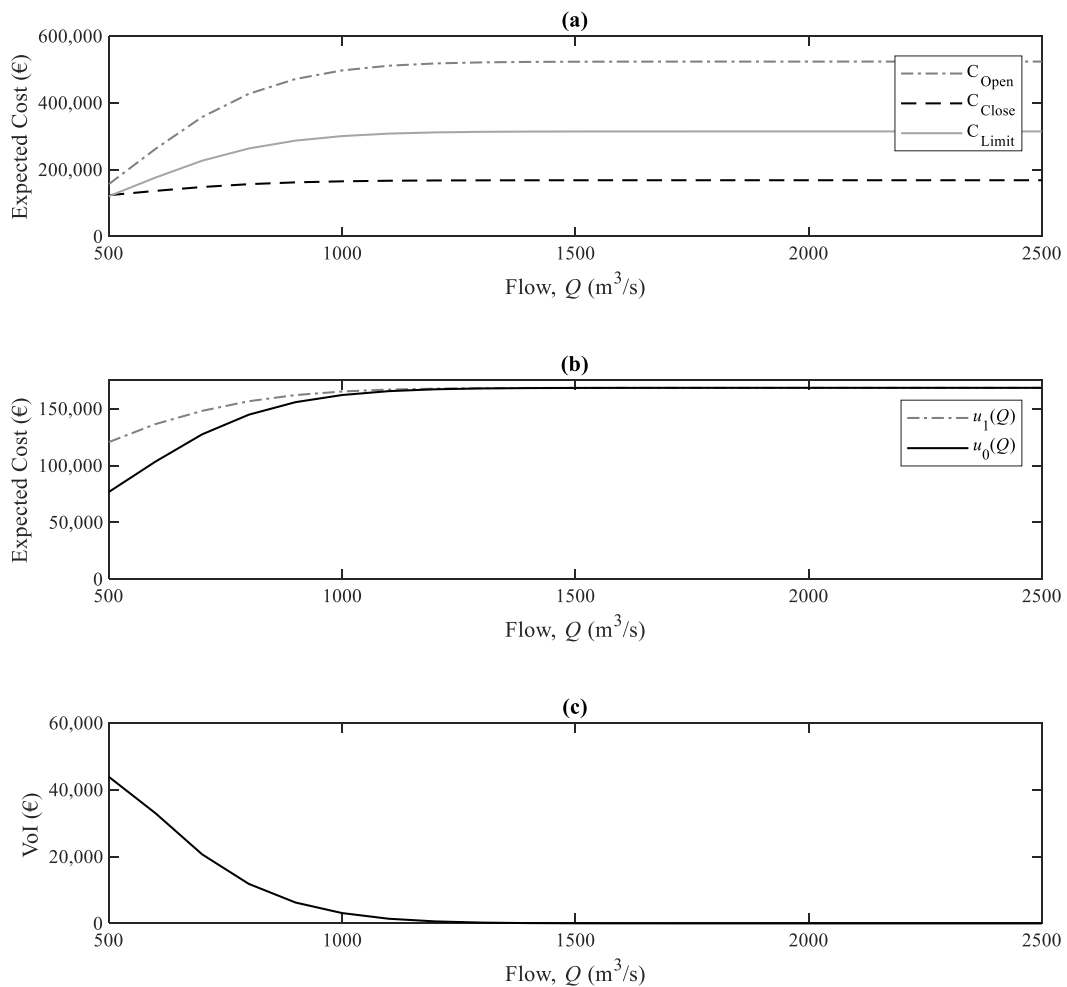 (a)
Expected Cost (€)
600,000
400,000
200,000
0
C_Open
C_Close
C_Limit
500 1000 1500 2000 2500
Flow, Q (m³/s)
(b)
Expected Cost (€)
150,000
100,000
50,000
0
u₁(Q)
u₀(Q)
500 1000 1500 2000 2500
Flow, Q (m³/s)
(c)
VoI (€)
60,000
40,000
20,000
0
500 1000 1500 2000 2500
Flow, Q (m³/s)